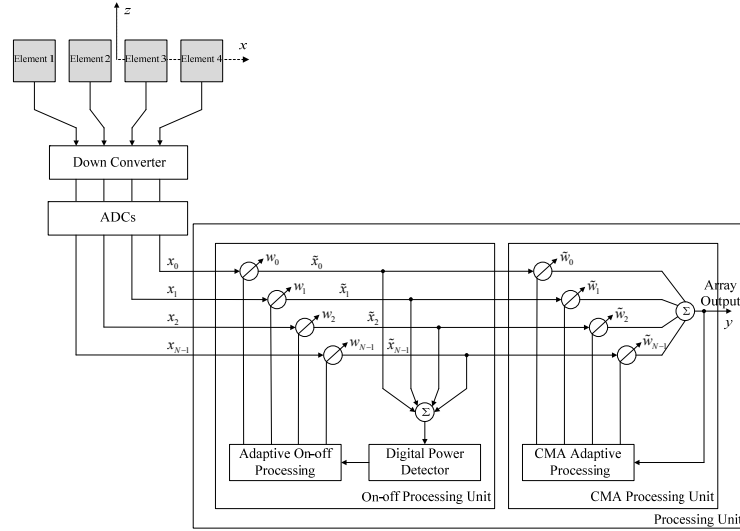 z
x
Element 1
Element 2
Element 3
Element 4
Down Converter
ADCs
x₀
w₀
x̃₀
w̃₀
x₁
w₁
x̃₁
w̃₁
x₂
w₂
x̃₂
w̃₂
x_{N-1}
w_{N-1}
x̃_{N-1}
w̃_{N-1}
Σ
Array
Output
y
Σ
Adaptive On-off
Processing
Digital Power
Detector
CMA Adaptive
Processing
On-off Processing Unit
CMA Processing Unit
Processing Unit